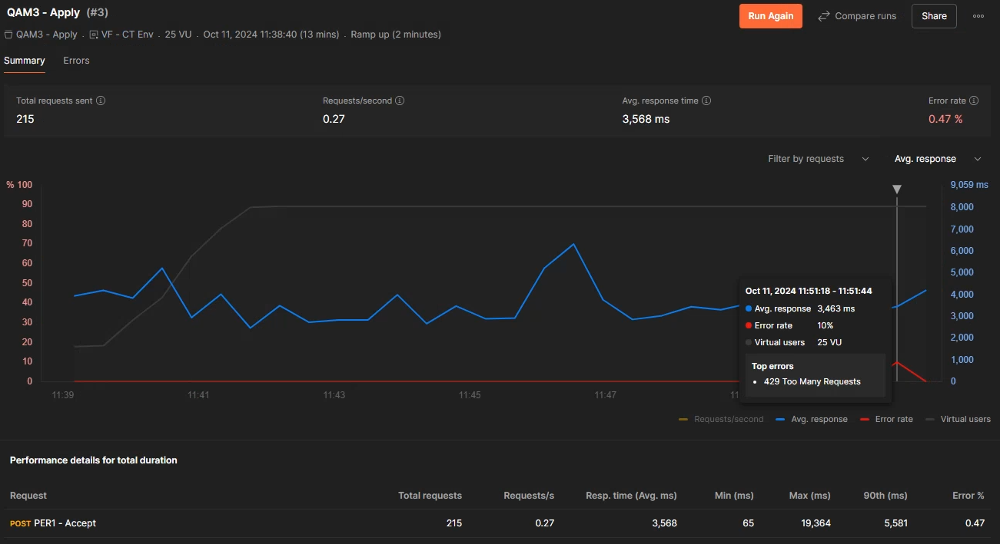 QAM3 - Apply (#3)
Run Again
Compare runs
Share
QAM3 - Apply . VF - CT Env . 25 VU . Oct 11, 2024 11:38:40 (13 mins) . Ramp up (2 minutes)
Summary
Errors
Total requests sent
Requests/second
Avg. response time
Error rate
215
0.27
3,568 ms
0.47 %
Filter by requests
Avg. response
% 100
90
80
70
60
50
40
30
20
10
0
9,059 ms
8,000
7,000
6,000
5,000
4,000
3,000
2,000
1,000
0
Oct 11, 2024 11:51:18 - 11:51:44
Avg. response 3,463 ms
Error rate 10%
Virtual users 25 VU
Top errors
• 429 Too Many Requests
11:39 11:41 11:43 11:45 11:47 11
Requests/second Avg. response Error rate Virtual users
Performance details for total duration
Request Total requests Requests/s Resp. time (Avg. ms) Min (ms) Max (ms) 90th (ms) Error %
POST PER1 - Accept 215 0.27 3,568 65 19,364 5,581 0.47